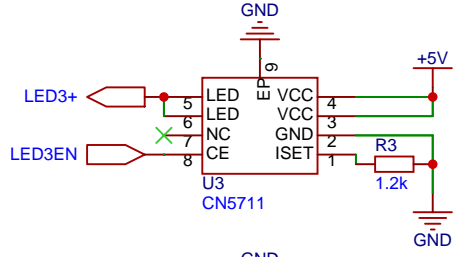 GND
9
EP
+5V
LED3+
5
LED
VCC
4
6
LED
VCC
3
7
NC
GND
2
LED3EN
8
CE
ISET
1
R3
1.2k
U3
CN5711
GND